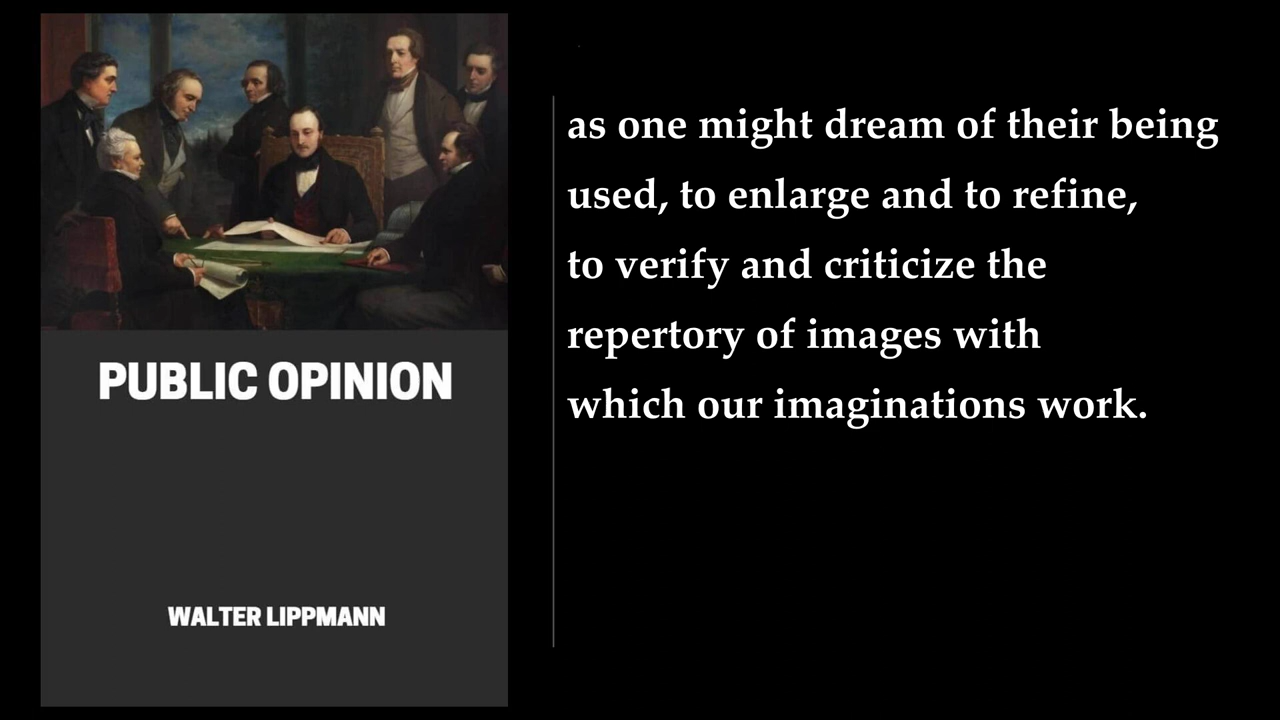 PUBLIC OPINION
WALTER LIPPMANN
as one might dream of their being
used, to enlarge and to refine,
to verify and criticize the
repertory of images with
which our imaginations work.